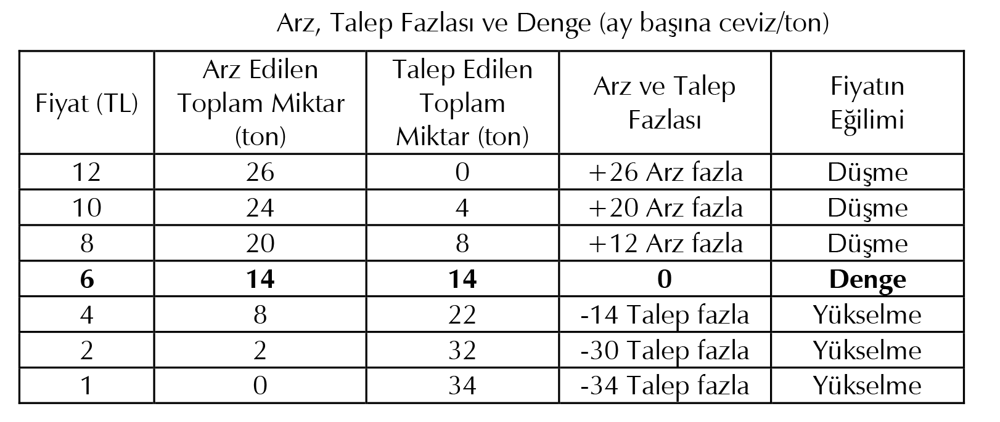 Arz, Talep Fazlası ve Denge (ay başına ceviz/ton)
Fiyat (TL) Arz Edilen Toplam Miktar (ton) Talep Edilen Toplam Miktar (ton) Arz ve Talep Fazlası Fiyatın Eğilimi
12 26 0 +26 Arz fazla Düşme
10 24 4 +20 Arz fazla Düşme
8 20 8 +12 Arz fazla Düşme
6 14 14 0 Denge
4 8 22 -14 Talep fazla Yükselme
2 2 32 -30 Talep fazla Yükselme
1 0 34 -34 Talep fazla Yükselme